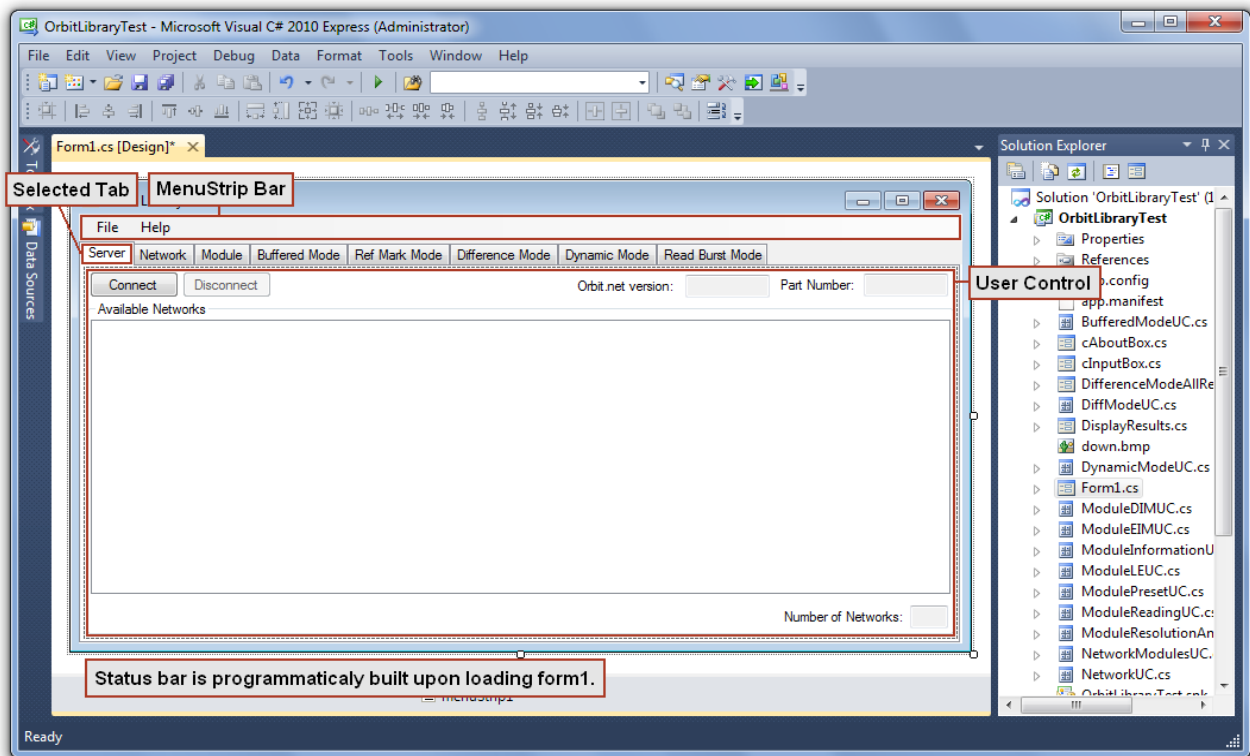 OrbitLibraryTest - Microsoft Visual C# 2010 Express (Administrator)
File Edit View Project Debug Data Format Tools Window Help
Form1.cs [Design]*
Solution Explorer
Selected Tab
MenuStrip Bar
File Help
Server Network Module Buffered Mode Ref Mark Mode Difference Mode Dynamic Mode Read Burst Mode
Connect Disconnect Orbit.net version: Part Number:
Available Networks
User Control
Number of Networks:
Status bar is programmaticaly built upon loading form1.
Data Sources
Solution 'OrbitLibraryTest' (1
OrbitLibraryTest
Properties
References
app.manifest
BufferedModeUC.cs
cAboutBox.cs
cInputBox.cs
DifferenceModeAllRe
DiffModeUC.cs
DisplayResults.cs
down.bmp
DynamicModeUC.cs
Form1.cs
ModuleDIMUC.cs
ModuleEIMUC.cs
ModuleInformationU
ModuleLEUC.cs
ModulePresetUC.cs
ModuleReadingUC.cs
ModuleResolutionAn
NetworkModulesUC.
NetworkUC.cs
Ready